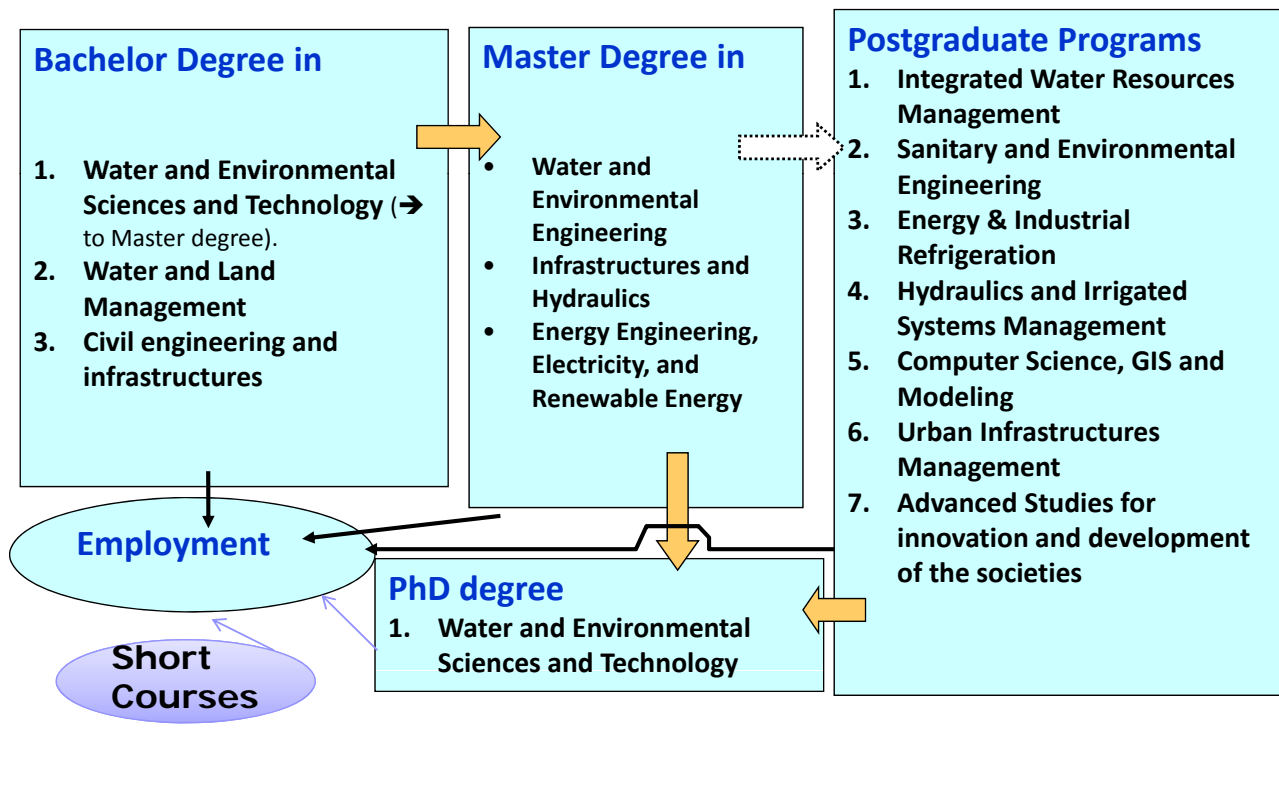 Bachelor Degree in
1. Water and Environmental
Sciences and Technology (➔
to Master degree).
2. Water and Land
Management
3. Civil engineering and
infrastructures
Master Degree in
• Water and
Environmental
Engineering
• Infrastructures and
Hydraulics
• Energy Engineering,
Electricity, and
Renewable Energy
Postgraduate Programs
1. Integrated Water Resources
Management
2. Sanitary and Environmental
Engineering
3. Energy & Industrial
Refrigeration
4. Hydraulics and Irrigated
Systems Management
5. Computer Science, GIS and
Modeling
6. Urban Infrastructures
Management
7. Advanced Studies for
innovation and development
of the societies
Employment
PhD degree
1. Water and Environmental
Sciences and Technology
Short
Courses